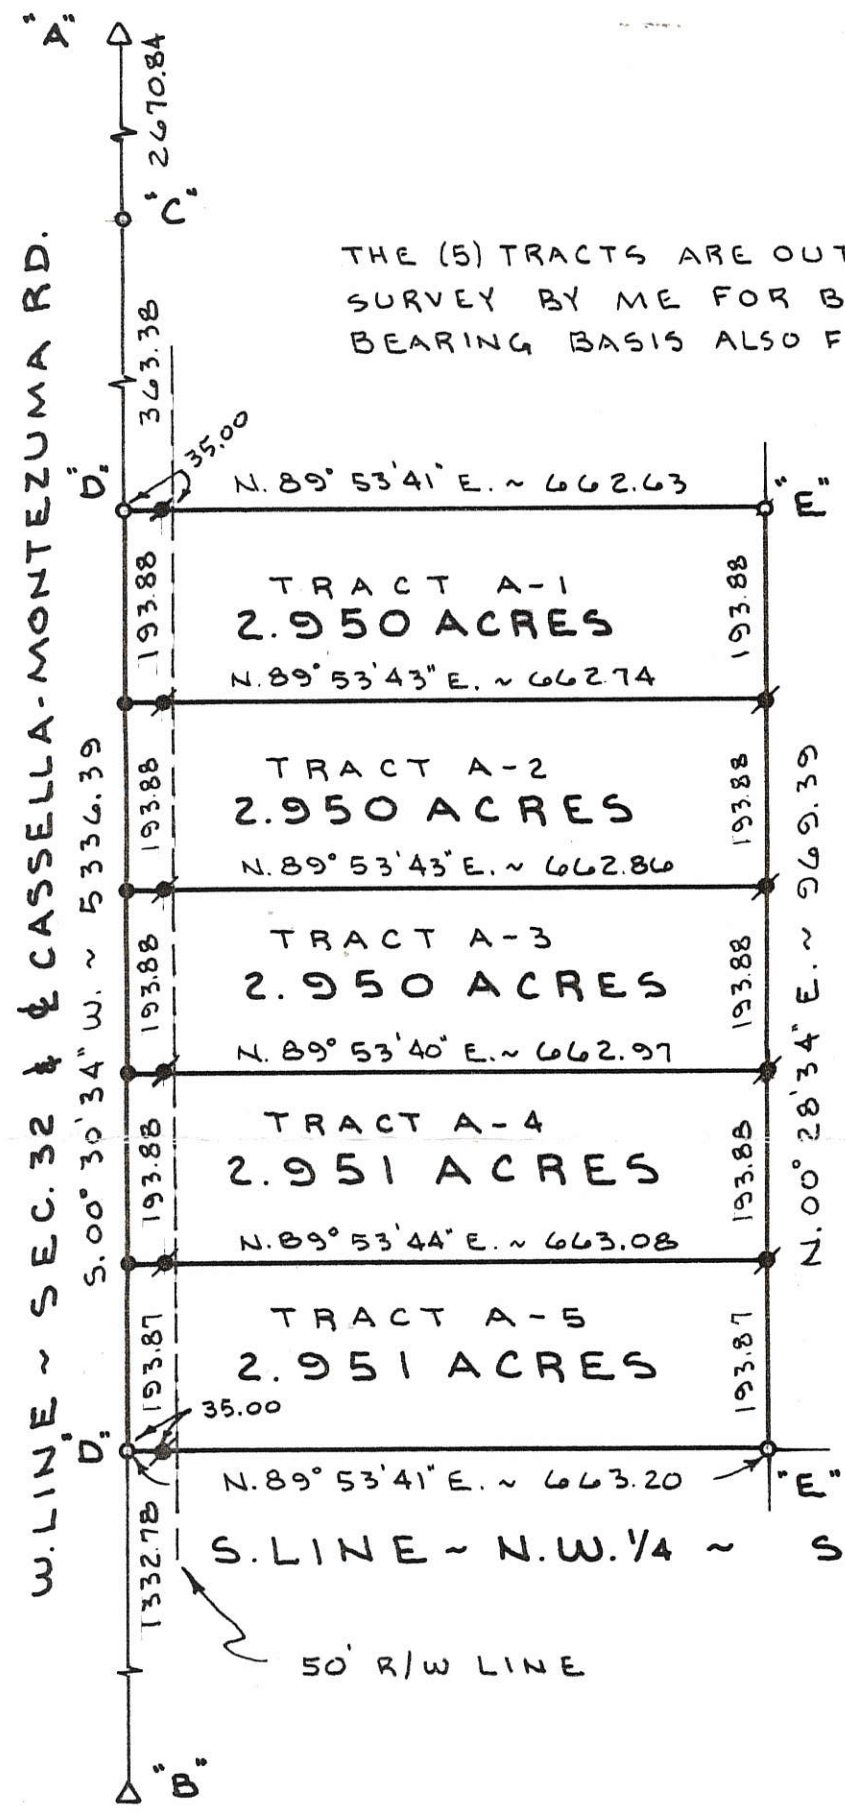 "A"
2670.84
"C"
THE (5) TRACTS ARE OUT
SURVEY BY ME FOR B
BEARING BASIS ALSO F
363.38
35.00
"D"
N. 89° 53'41" E. ~ 662.63
"E"
193.88
TRACT A-1
2.950 ACRES
193.88
N. 89° 53'43" E. ~ 662.74
193.88
TRACT A-2
2.950 ACRES
193.88
N. 89° 53'43" E. ~ 662.86
193.88
TRACT A-3
2.950 ACRES
193.88
N. 89° 53'40" E. ~ 662.97
193.88
TRACT A-4
2.951 ACRES
193.88
N. 89° 53'44" E. ~ 663.08
193.87
TRACT A-5
2.951 ACRES
193.87
35.00
"D"
N. 89° 53'41" E. ~ 663.20
"E"
W. LINE ~ SEC. 32 & ℄ CASSELLA-MONTEZUMA RD.
S. 00° 30'34" W. ~ 5336.39
N. 00° 28'34" E. ~ 969.39
1332.78
S. LINE ~ N.W. 1/4 ~ S
50' R/W LINE
"B"